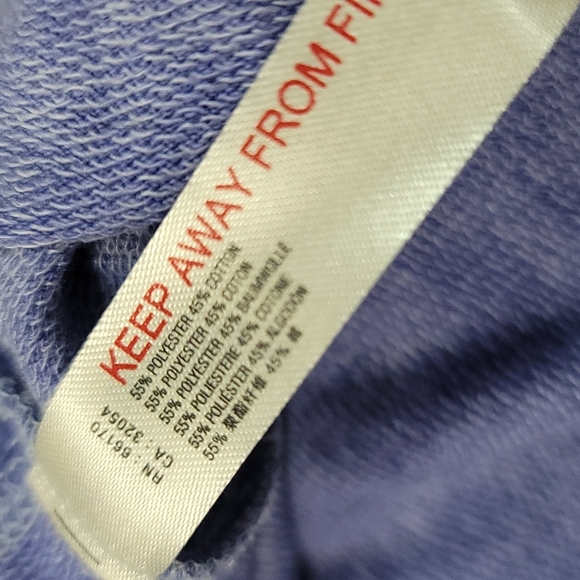 KEEP AWAY FROM FI
55% POLYESTER 45% COTTON
55% POLYESTER 45% COTON
55% POLYESTER 45% BAUMWOLLE
55% POLIESTERE 45% COTONE
55% POLIÉSTER 45% ALGODÓN
55% 聚酯纤维 45% 棉
RN : 66170
CA : 32054